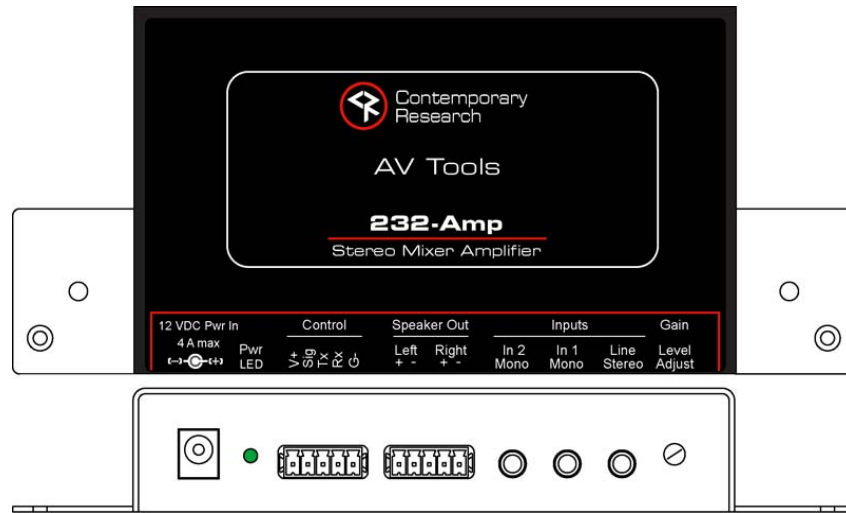 Contemporary
Research
AV Tools
232-Amp
Stereo Mixer Amplifier
12 VDC Pwr In
4 A max
(–) (+)
Pwr
LED
Control
V+
Sig
Tx
Rx
G-
Speaker Out
Left Right
+ - + -
Inputs
In 2
Mono
In 1
Mono
Line
Stereo
Gain
Level
Adjust